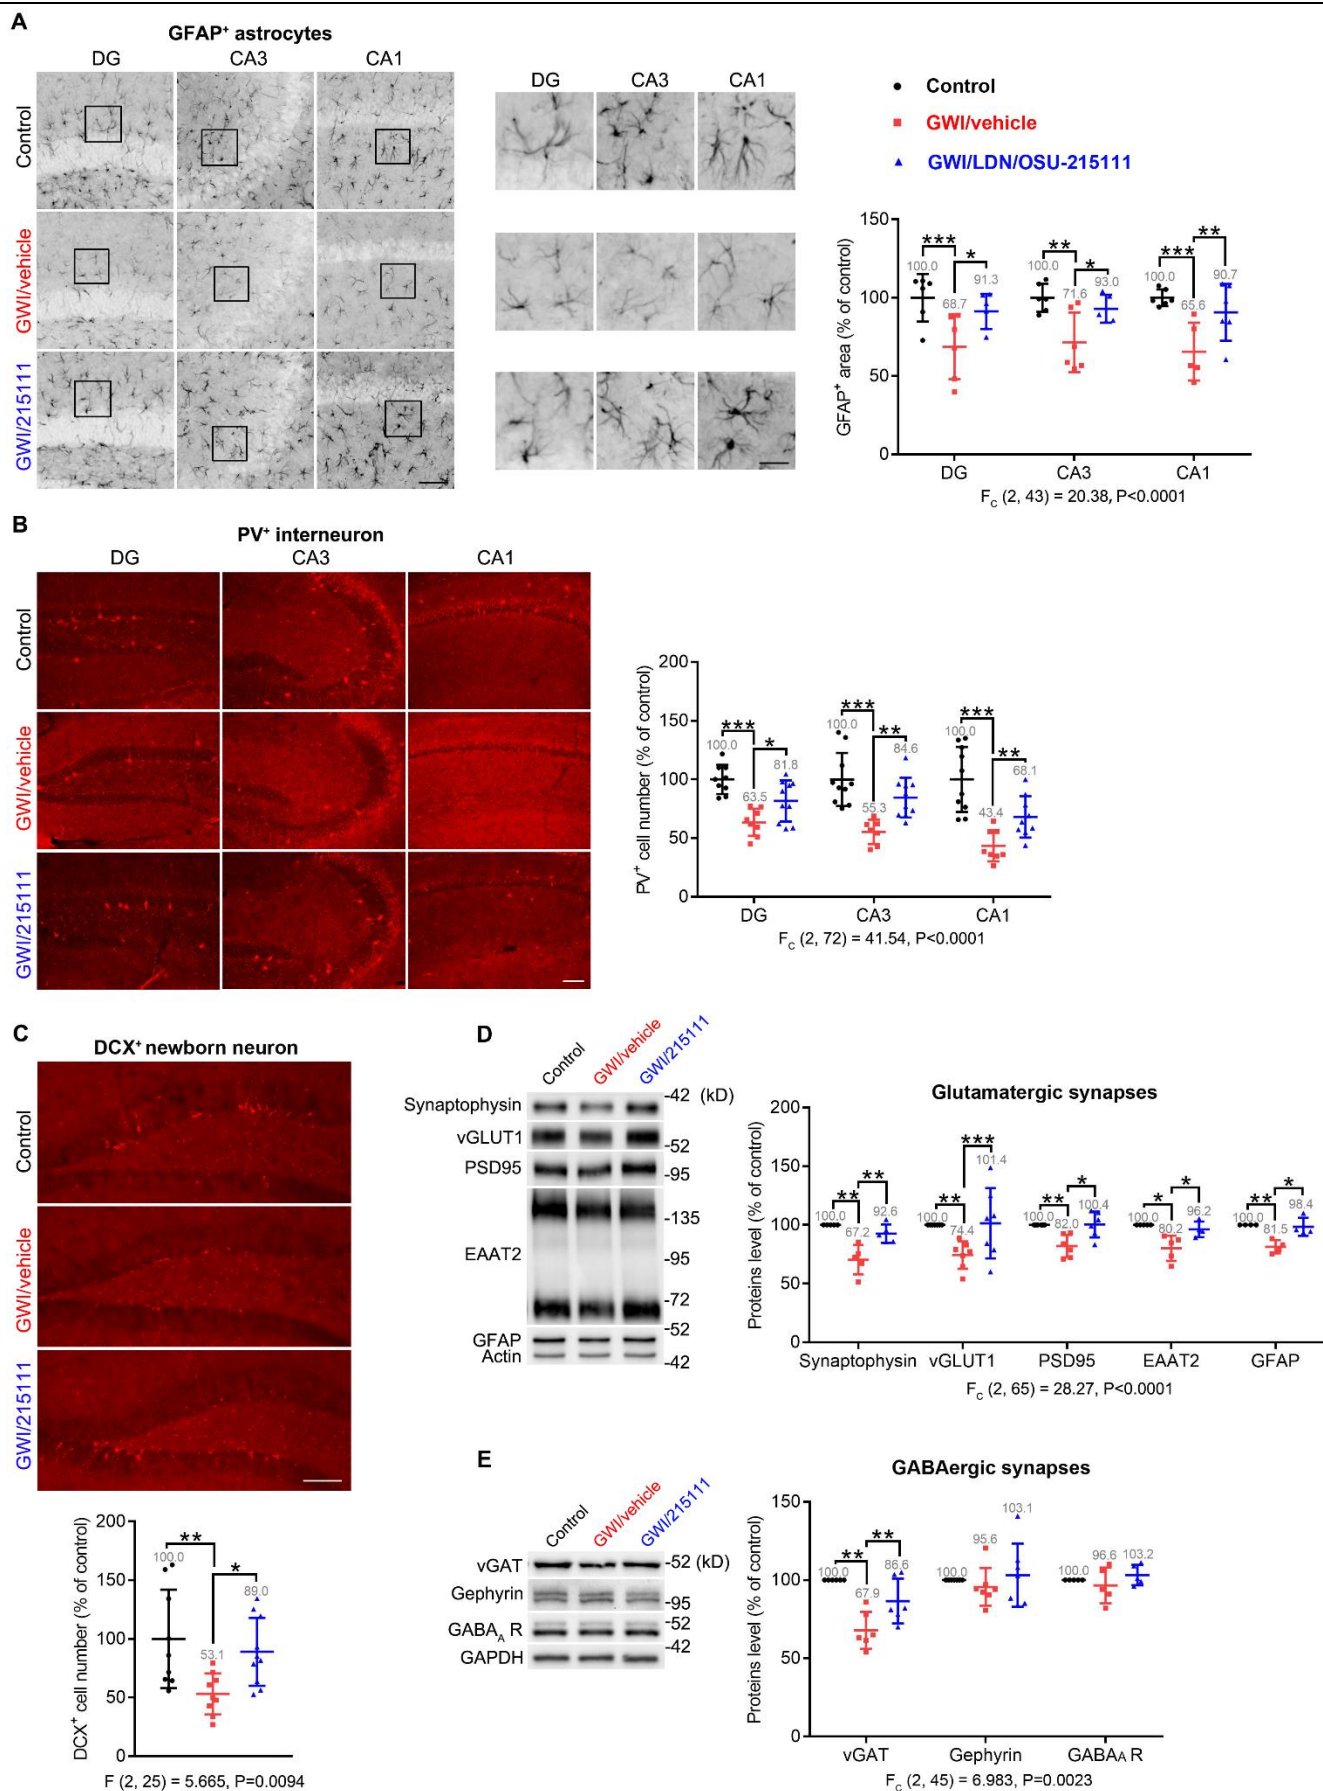 A
GFAP+ astrocytes
DG CA3 CA1
Control
GWI/vehicle
GWI/215111
DG CA3 CA1
Control
GWI/vehicle
GWI/LDN/OSU-215111
GFAP+ area (% of control)
150
100
50
0
*** * ** * *** **
100.0 68.7 91.3 100.0 71.6 93.0 100.0 65.6 90.7
DG CA3 CA1
Fc (2, 43) = 20.38, P<0.0001
B
PV+ interneuron
DG CA3 CA1
Control
GWI/vehicle
GWI/215111
PV+ cell number (% of control)
200
150
100
50
0
*** * *** ** *** **
100.0 63.5 81.8 100.0 55.3 84.6 100.0 43.4 68.1
DG CA3 CA1
Fc (2, 72) = 41.54, P<0.0001
C
DCX+ newborn neuron
Control
GWI/vehicle
GWI/215111
DCX+ cell number (% of control)
200
150
100
50
0
** *
100.0 53.1 89.0
F (2, 25) = 5.665, P=0.0094
D
Control GWI/vehicle GWI/215111
Synaptophysin -42 (kD)
vGLUT1 -52
PSD95 -95
EAAT2 -135
-95
-72
GFAP -52
Actin -42
Glutamatergic synapses
Proteins level (% of control)
200
150
100
50
0
** ** ** *** ** * * * ** *
100.0 67.2 92.6 100.0 74.4 101.4 100.0 82.0 100.4 100.0 80.2 96.2 100.0 81.5 98.4
Synaptophysin vGLUT1 PSD95 EAAT2 GFAP
Fc (2, 65) = 28.27, P<0.0001
E
Control GWI/vehicle GWI/215111
vGAT -52 (kD)
Gephyrin -95
GABAA R -52
GAPDH -42
GABAergic synapses
Proteins level (% of control)
150
100
50
0
** **
100.0 67.9 86.6 100.0 95.6 103.1 100.0 96.6 103.2
vGAT Gephyrin GABAA R
Fc (2, 45) = 6.983, P=0.0023